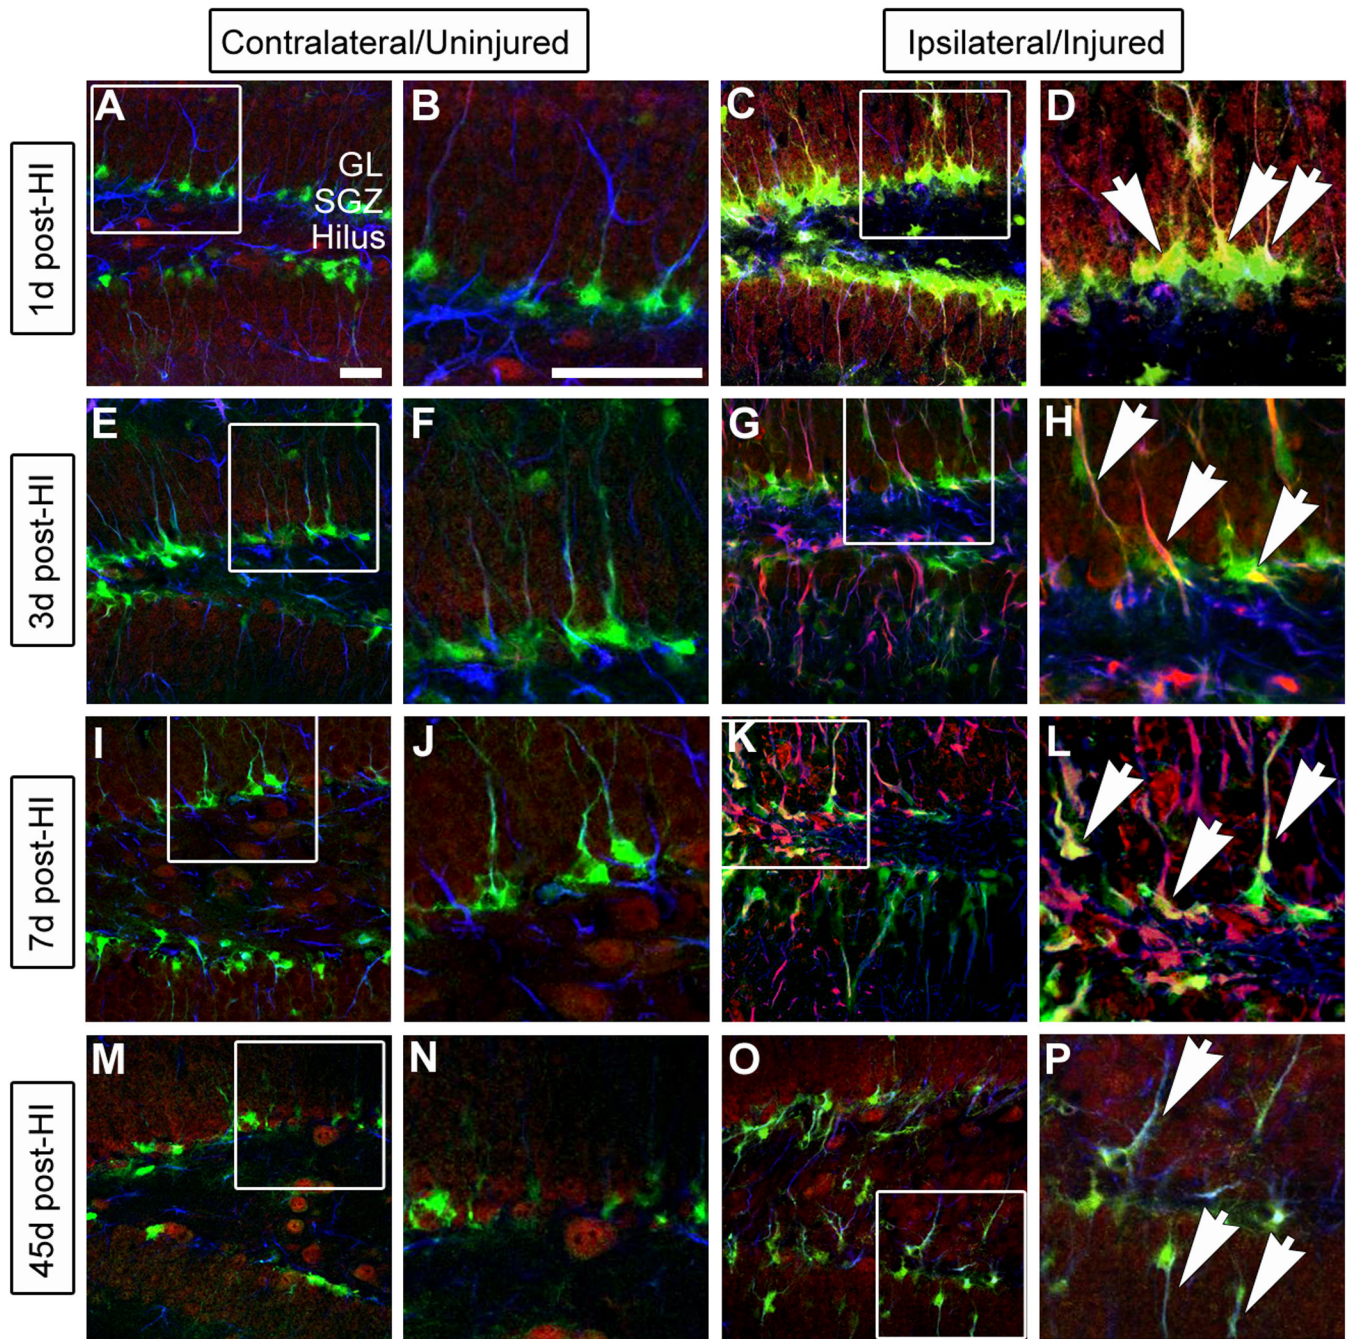 Contralateral/Uninjured
Ipsilateral/Injured
1d post-HI
A
GL
SGZ
Hilus
B
C
D
3d post-HI
E
F
G
H
7d post-HI
I
J
K
L
45d post-HI
M
N
O
P